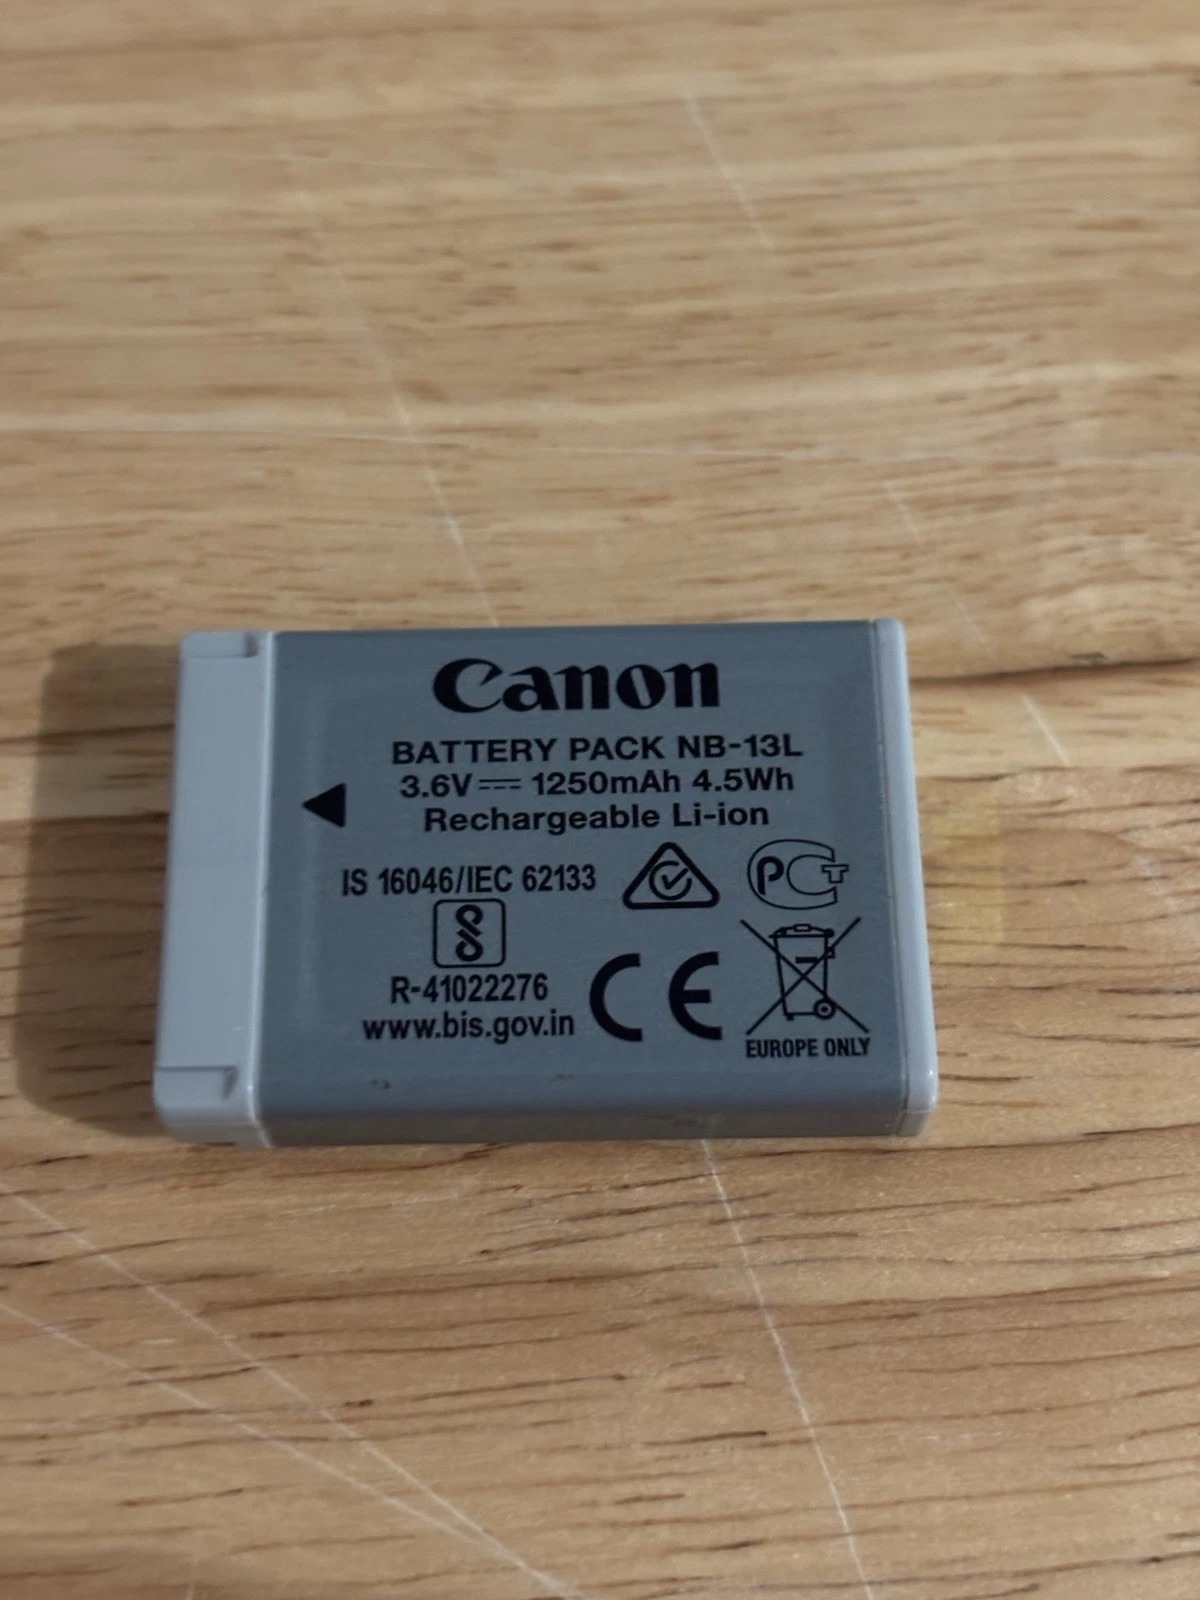 Canon
BATTERY PACK NB-13L
3.6V⎓1250mAh 4.5Wh
Rechargeable Li-ion
IS 16046/IEC 62133
R-41022276
www.bis.gov.in
PCT
CE
EUROPE ONLY